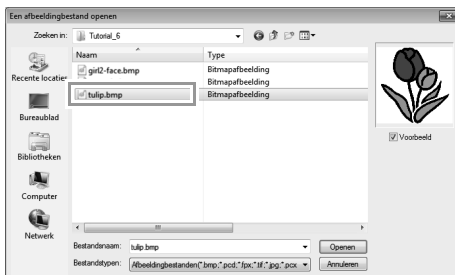 Een afbeeldingbestand openen
Zoeken in: Tutorial_6
Naam Type
girl2-face.bmp Bitmapafbeelding
Bitmapafbeelding
tulip.bmp Bitmapafbeelding
Recente locaties
Bureaublad
Bibliotheken
Computer
Netwerk
Voorbeeld
Bestandsnaam: tulip.bmp Openen
Bestandstypen: Afbeeldingbestanden(*.bmp;*.pcd;*.fpx;*.tif;*.jpg;*.pcx Annuleren